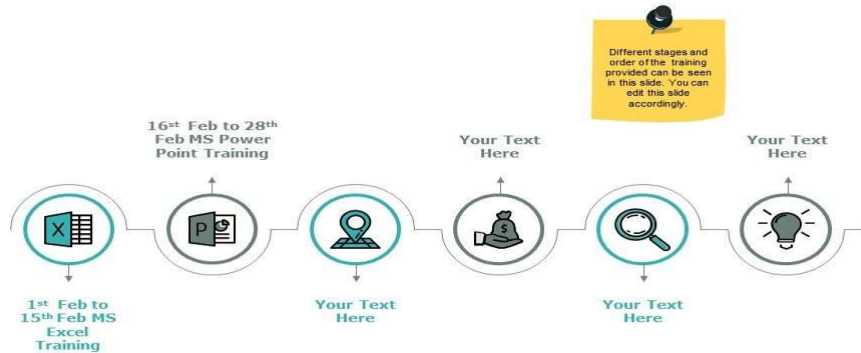 Different stages and
order of the  training
provided can be seen
in this slide. You can
edit this slide
accordingly.
16st Feb to 28th
Feb MS Power
Point Training
Your Text
Here
Your Text
Here
X
P
$
1st Feb to
15th Feb MS
Excel
Training
Your Text
Here
Your Text
Here